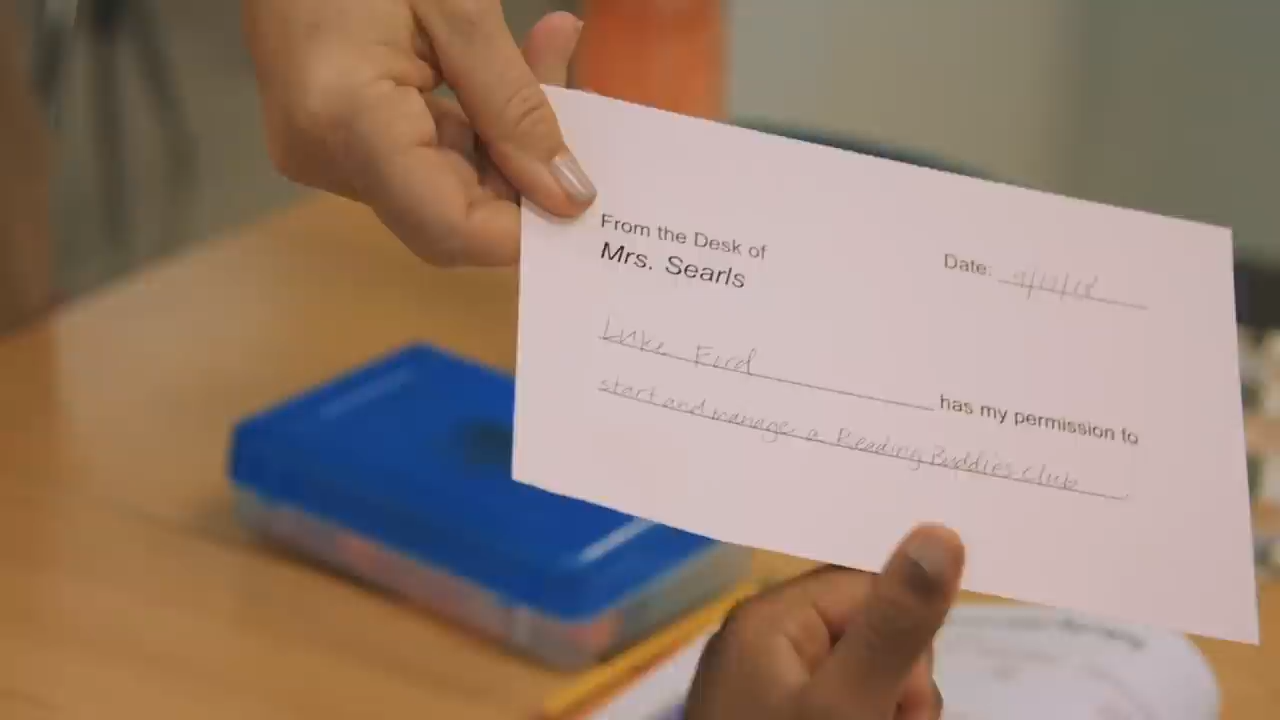 From the Desk of
Mrs. Searls
Date:
Luke Ford has my permission to
start and manage a Reading Buddies club